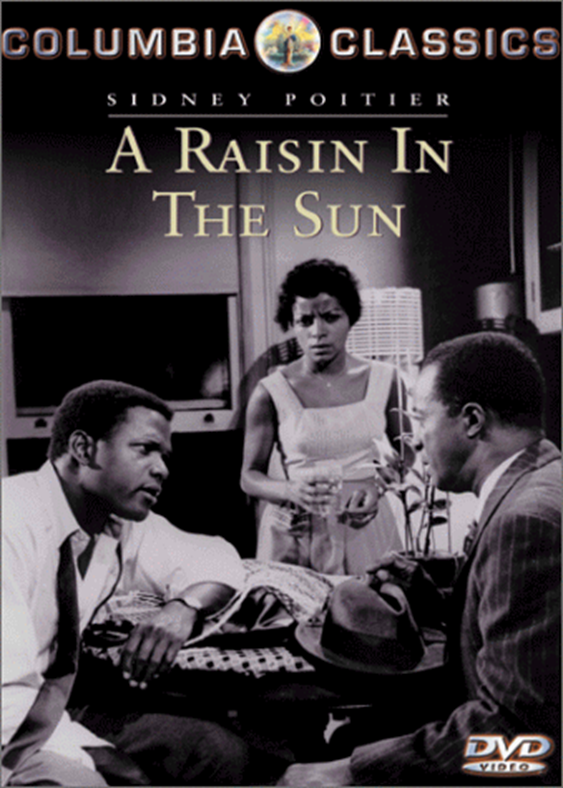 COLUMBIA CLASSICS
SIDNEY POITIER
A RAISIN IN
THE SUN
DVD
VIDEO